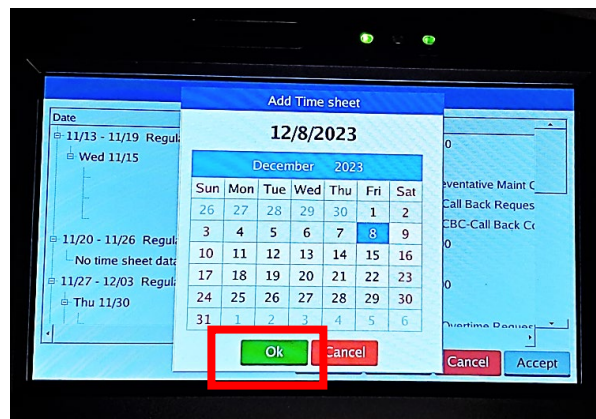 Add Time sheet
12/8/2023
December 2023
Sun Mon Tue Wed Thu Fri Sat
26 27 28 29 30 1 2
3 4 5 6 7 8 9
10 11 12 13 14 15 16
17 18 19 20 21 22 23
24 25 26 27 28 29 30
31 1 2 3 4 5 6
Ok Cancel
Date
11/13 - 11/19 Regul
Wed 11/15
11/20 - 11/26 Regul
No time sheet data
11/27 - 12/03 Regul
Thu 11/30
0
eventative Maint C
Call Back Reques
CBC-Call Back Co
0
0
Overtime Reques
Cancel Accept